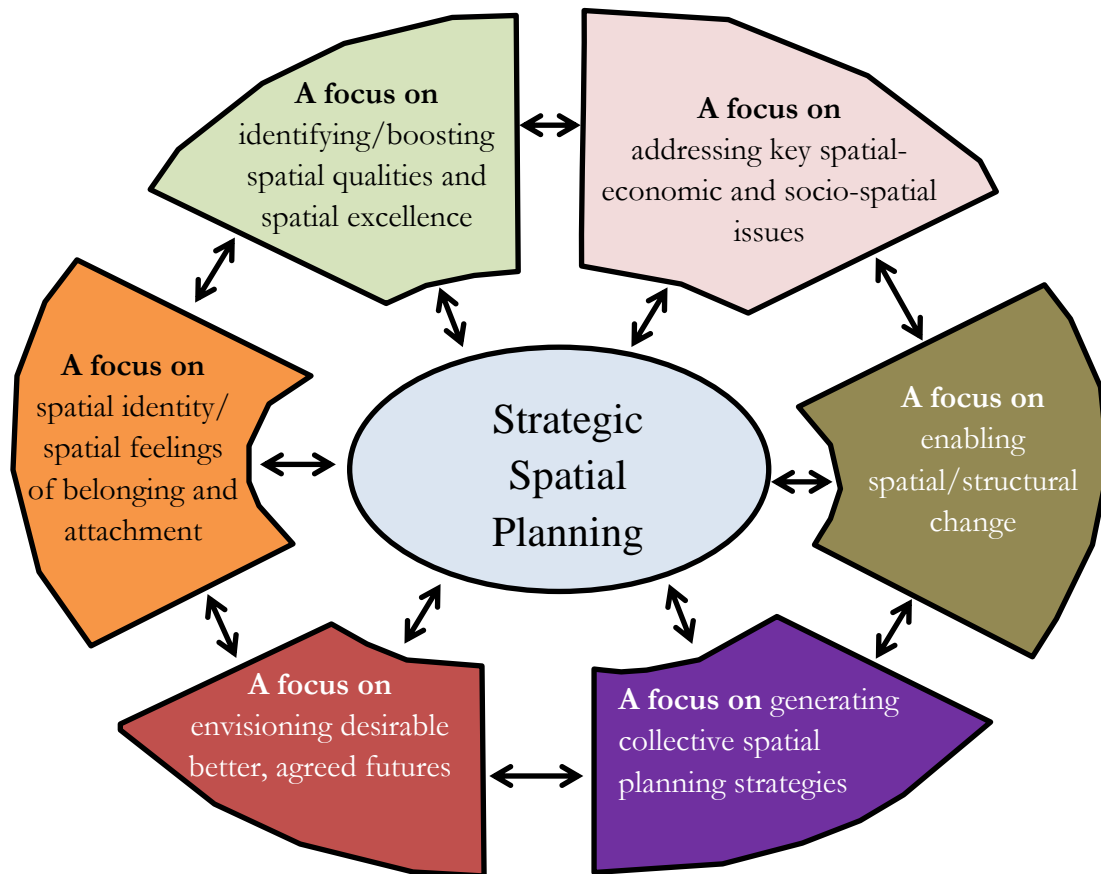 A focus on
identifying/boosting
spatial qualities and
spatial excellence
A focus on
addressing key spatial-
economic and socio-spatial
issues
A focus on
spatial identity/
spatial feelings
of belonging and
attachment
Strategic
Spatial
Planning
A focus on
enabling
spatial/structural
change
A focus on
envisioning desirable
better, agreed futures
A focus on generating
collective spatial
planning strategies